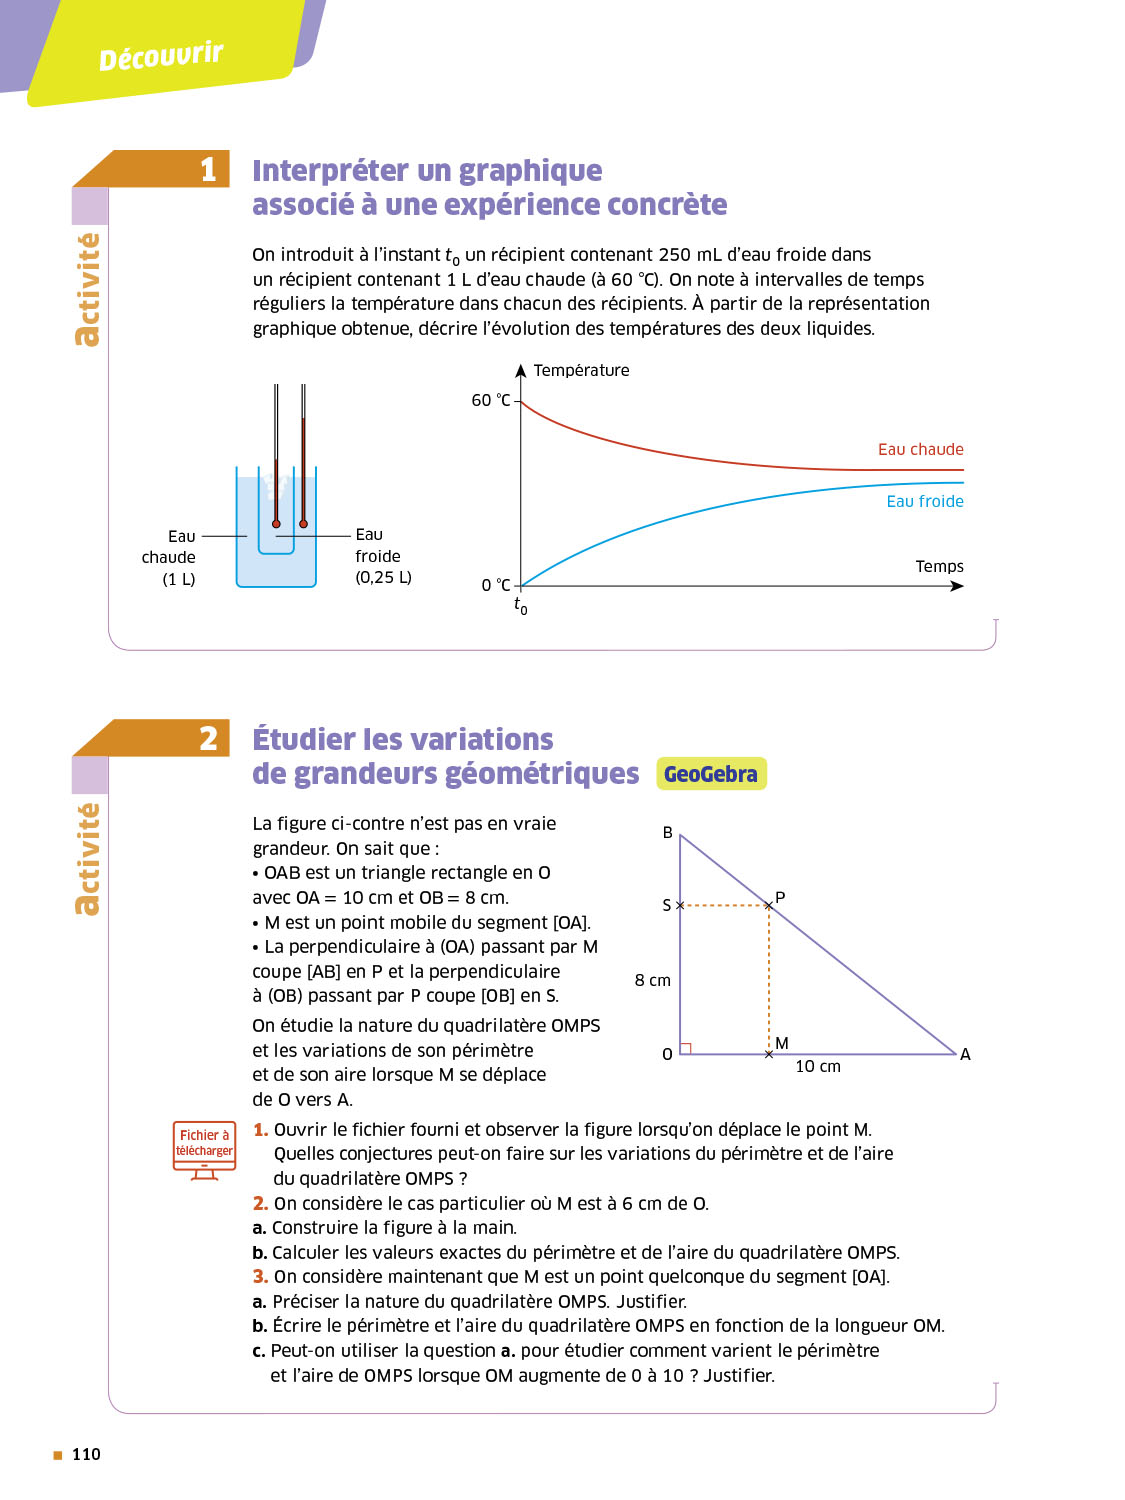 Découvrir
1
Interpréter un graphique
associé à une expérience concrète
activité
On introduit à l'instant t₀ un récipient contenant 250 mL d'eau froide dans
un récipient contenant 1 L d'eau chaude (à 60 °C). On note à intervalles de temps
réguliers la température dans chacun des récipients. À partir de la représentation
graphique obtenue, décrire l'évolution des températures des deux liquides.
Eau
chaude
(1 L)
Eau
froide
(0,25 L)
Température
60 °C
Eau chaude
Eau froide
Temps
0 °C
t₀
2
Étudier les variations
de grandeurs géométriques GeoGebra
activité
La figure ci-contre n'est pas en vraie
grandeur. On sait que :
• OAB est un triangle rectangle en O
avec OA = 10 cm et OB = 8 cm.
• M est un point mobile du segment [OA].
• La perpendiculaire à (OA) passant par M
coupe [AB] en P et la perpendiculaire
à (OB) passant par P coupe [OB] en S.
On étudie la nature du quadrilatère OMPS
et les variations de son périmètre
et de son aire lorsque M se déplace
de O vers A.
B
S
P
8 cm
O
M
A
10 cm
Fichier à
télécharger
1. Ouvrir le fichier fourni et observer la figure lorsqu'on déplace le point M.
Quelles conjectures peut-on faire sur les variations du périmètre et de l'aire
du quadrilatère OMPS ?
2. On considère le cas particulier où M est à 6 cm de O.
a. Construire la figure à la main.
b. Calculer les valeurs exactes du périmètre et de l'aire du quadrilatère OMPS.
3. On considère maintenant que M est un point quelconque du segment [OA].
a. Préciser la nature du quadrilatère OMPS. Justifier.
b. Écrire le périmètre et l'aire du quadrilatère OMPS en fonction de la longueur OM.
c. Peut-on utiliser la question a. pour étudier comment varient le périmètre
et l'aire de OMPS lorsque OM augmente de 0 à 10 ? Justifier.
110